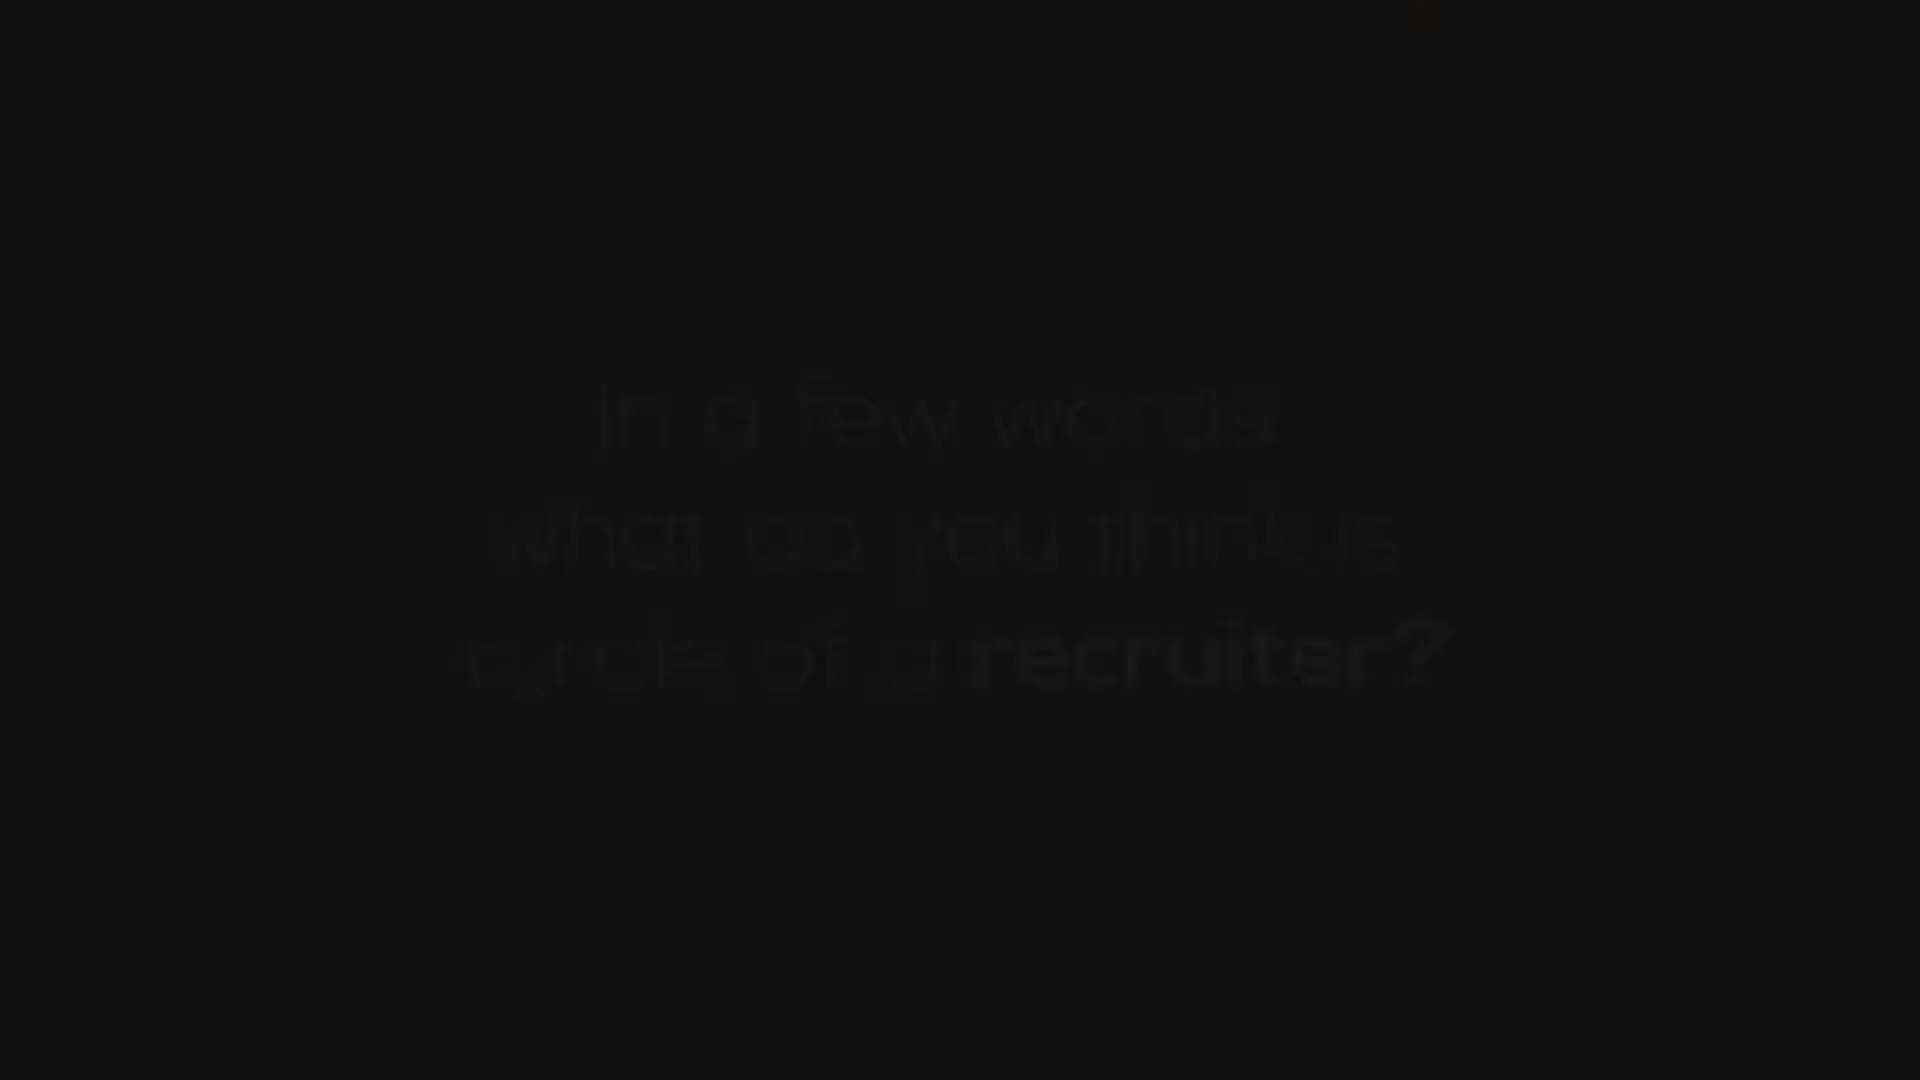 In a few words
what do you think is
a role of a recruiter?